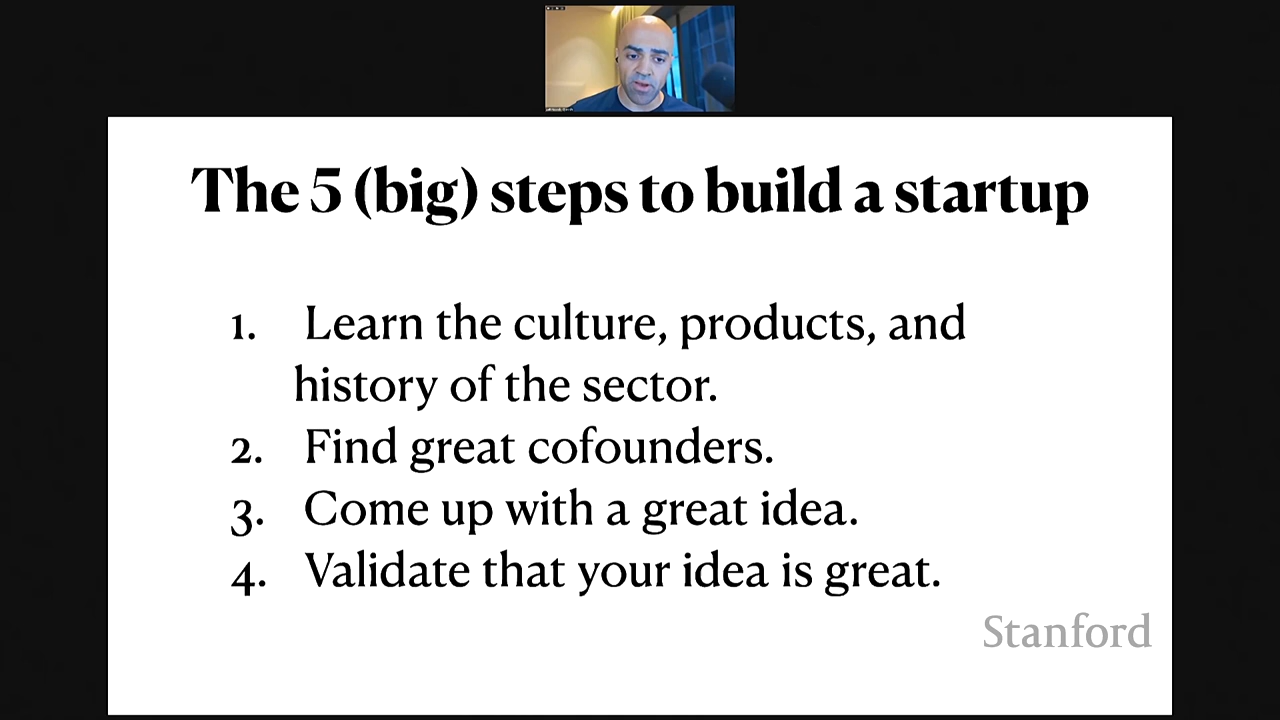 The 5 (big) steps to build a startup
1. Learn the culture, products, and
history of the sector.
2. Find great cofounders.
3. Come up with a great idea.
4. Validate that your idea is great.
Stanford